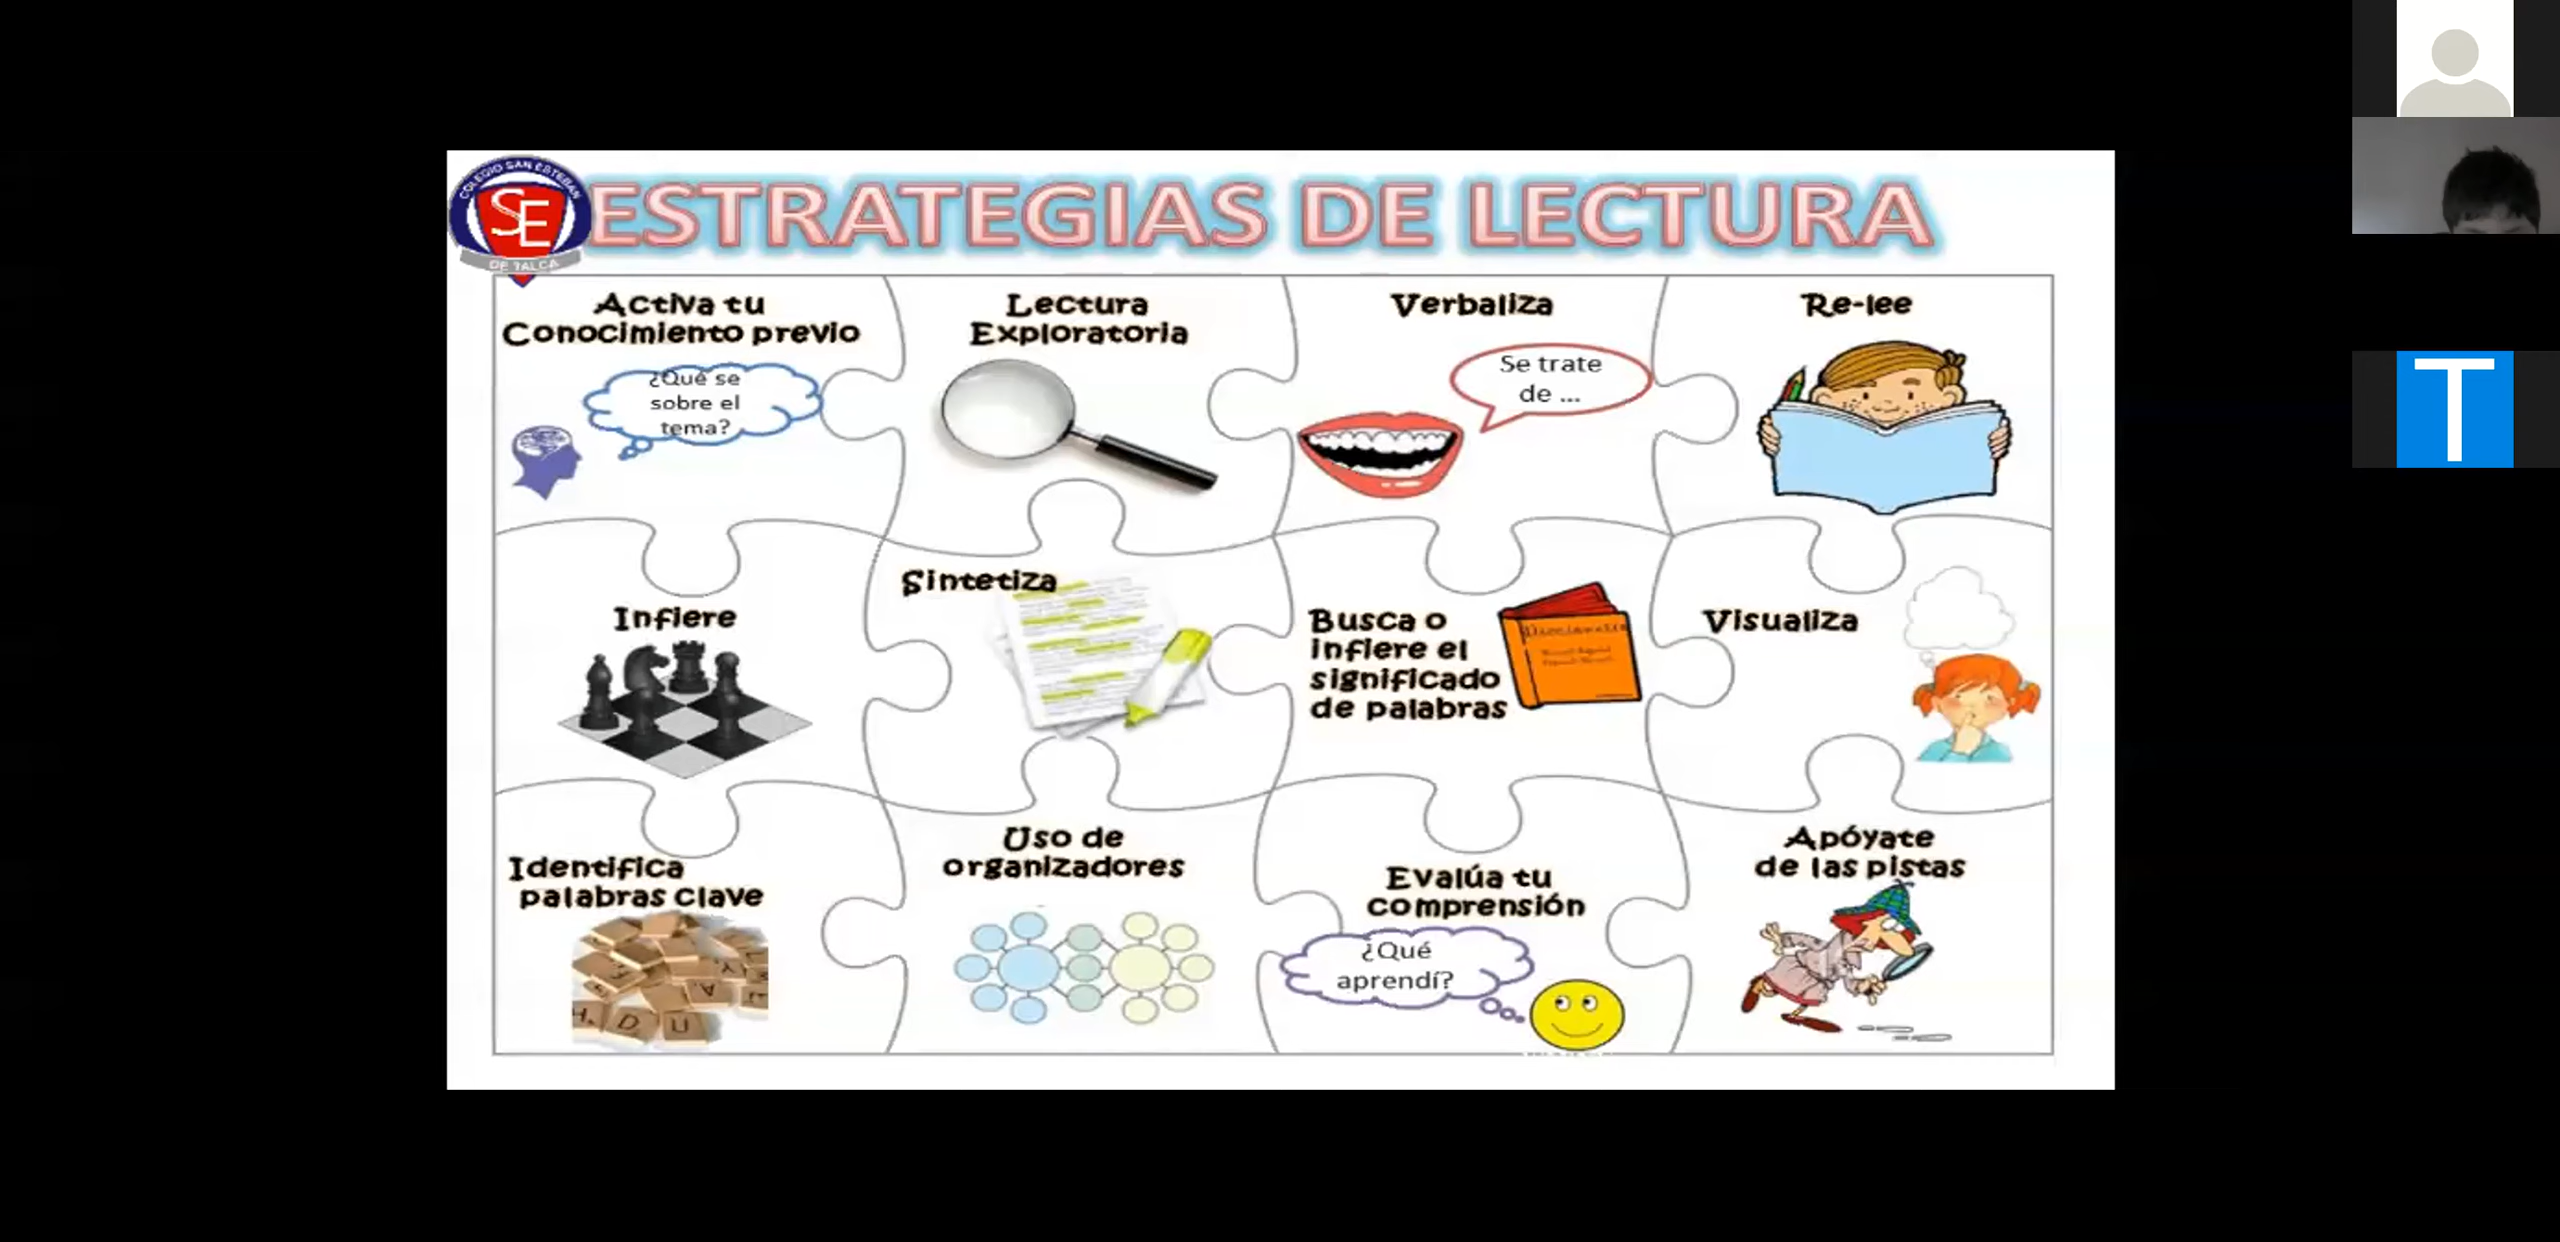 COLEGIO SAN ESTEBAN
SE
DE TALCA
ESTRATEGIAS DE LECTURA
Activa tu
Conocimiento previo
¿Qué se
sobre el
tema?
Lectura
Exploratoria
Verbaliza
Se trate
de ...
Re-lee
Infiere
Sintetiza
Busca o
infiere el
significado
de palabras
Diccionario
Visualiza
Identifica
palabras clave
H
D
U
Uso de
organizadores
Evalúa tu
comprensión
¿Qué
aprendí?
Apóyate
de las pistas
T